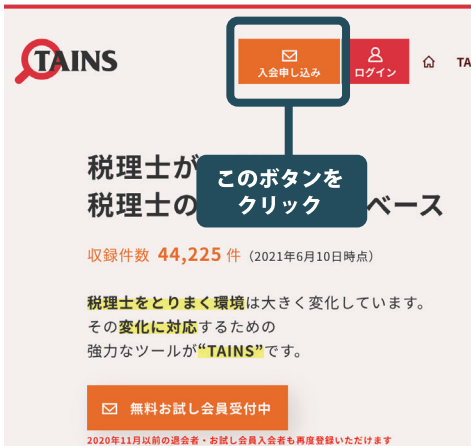 TAINS
入会申し込み
ログイン
TA
税理士が
このボタンを
クリック
税理士の
ベース
収録件数 44,225 件（2021年6月10日時点）
税理士をとりまく環境は大きく変化しています。
その変化に対応するための
強力なツールが“TAINS”です。
無料お試し会員受付中
2020年11月以前の退会者・お試し会員入会者も再度登録いただけます